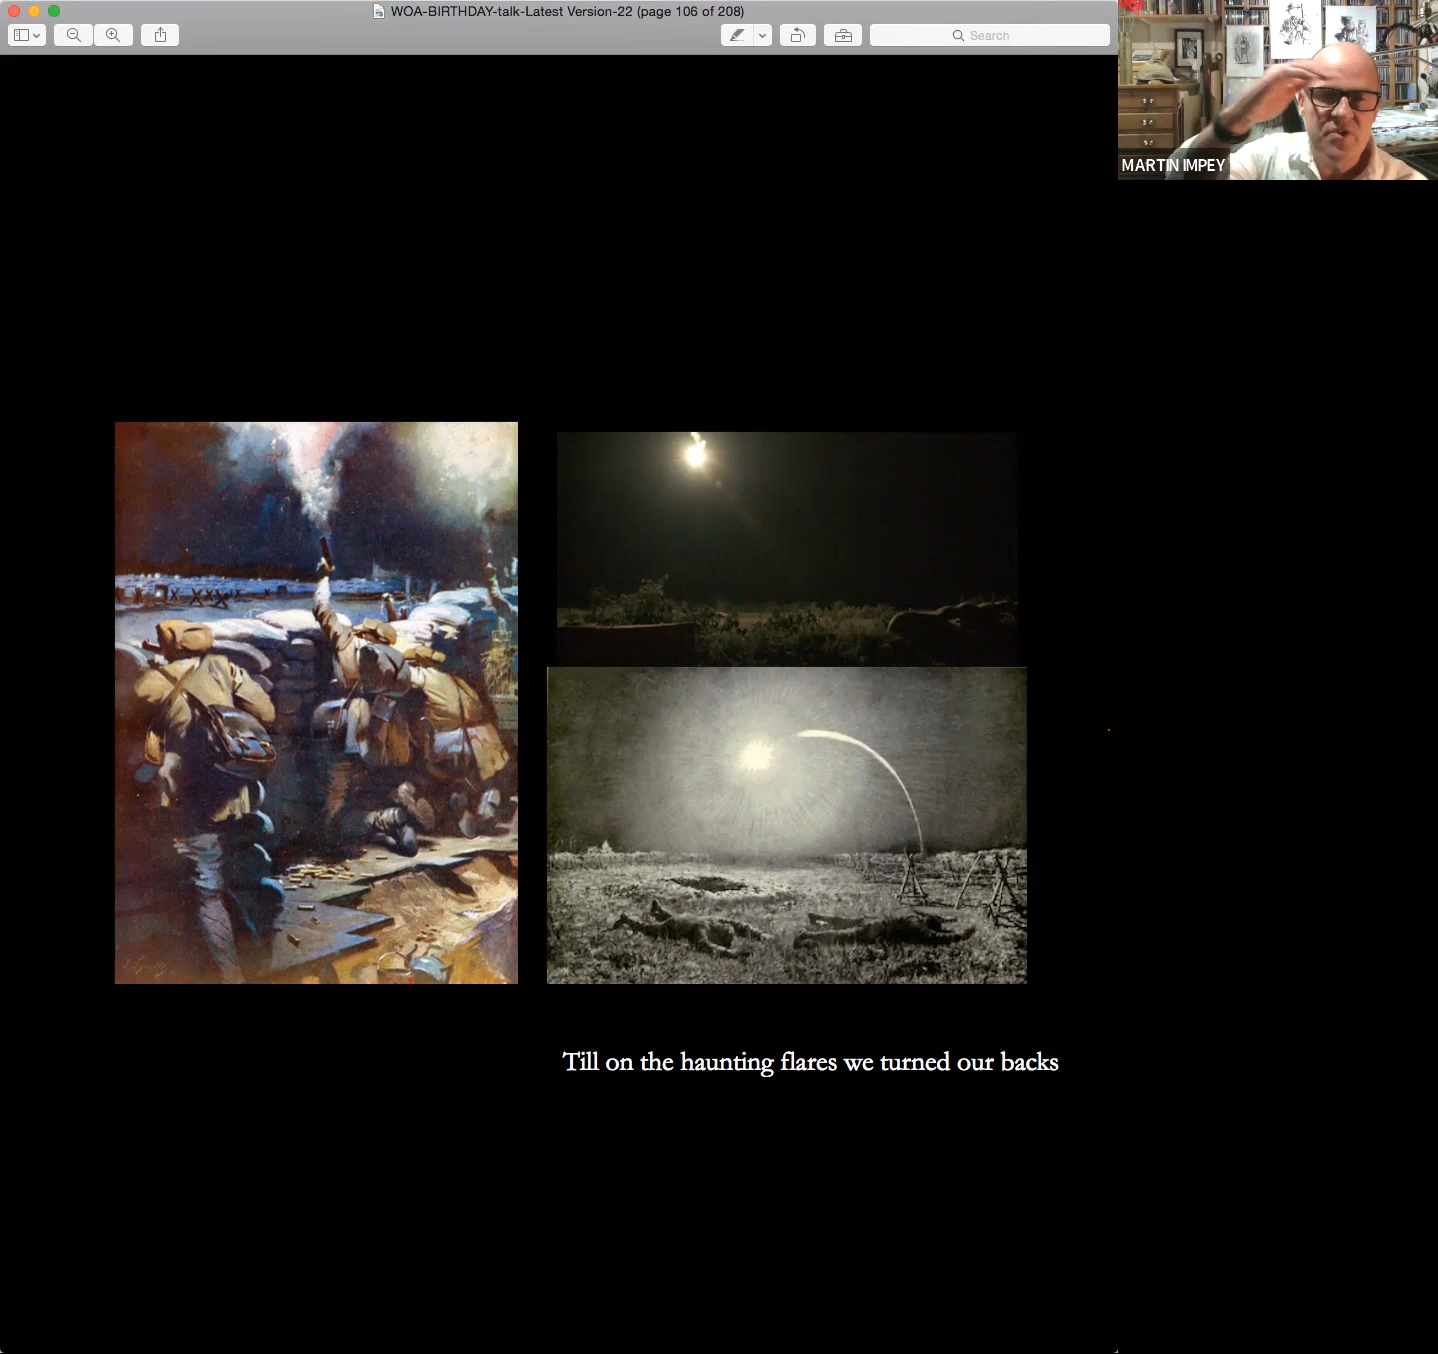 WOA-BIRTHDAY-talk-Latest Version-22 (page 106 of 208)
Search
MARTIN IMPEY
Till on the haunting flares we turned our backs